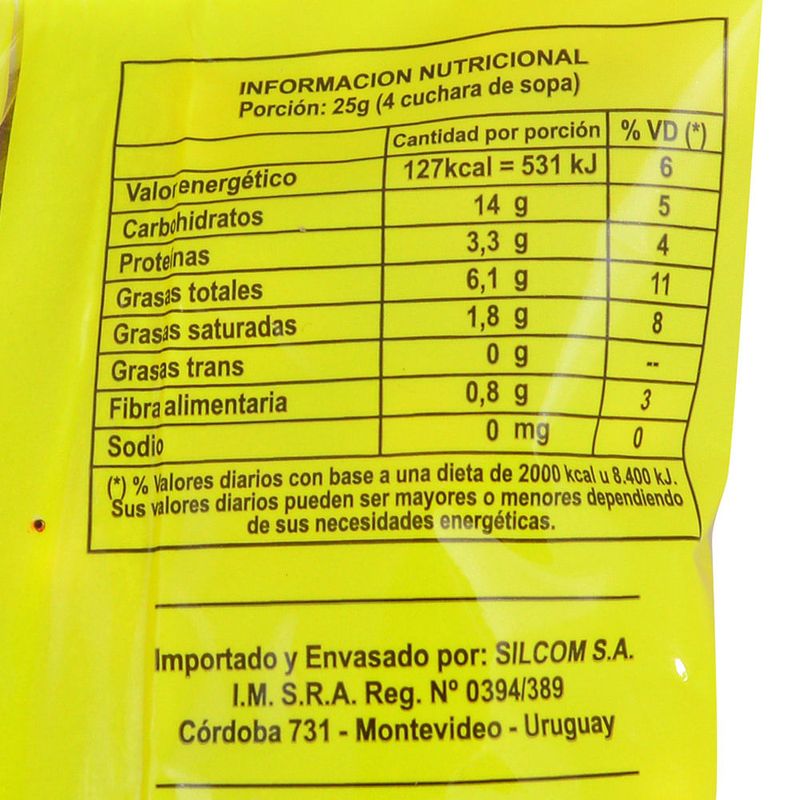 INFORMACION NUTRICIONAL
Porción: 25g (4 cuchara de sopa)
Cantidad por porción % VD (*)
Valor energético 127kcal = 531 kJ 6
Carbohidratos 14 g 5
Proteínas 3,3 g 4
Grasas totales 6,1 g 11
Grasas saturadas 1,8 g 8
Grasas trans 0 g --
Fibra alimentaria 0,8 g 3
Sodio 0 mg 0
(*) % Valores diarios con base a una dieta de 2000 kcal u 8.400 kJ.
Sus valores diarios pueden ser mayores o menores dependiendo
de sus necesidades energéticas.
Importado y Envasado por: SILCOM S.A.
I.M. S.R.A. Reg. Nº 0394/389
Córdoba 731 - Montevideo - Uruguay